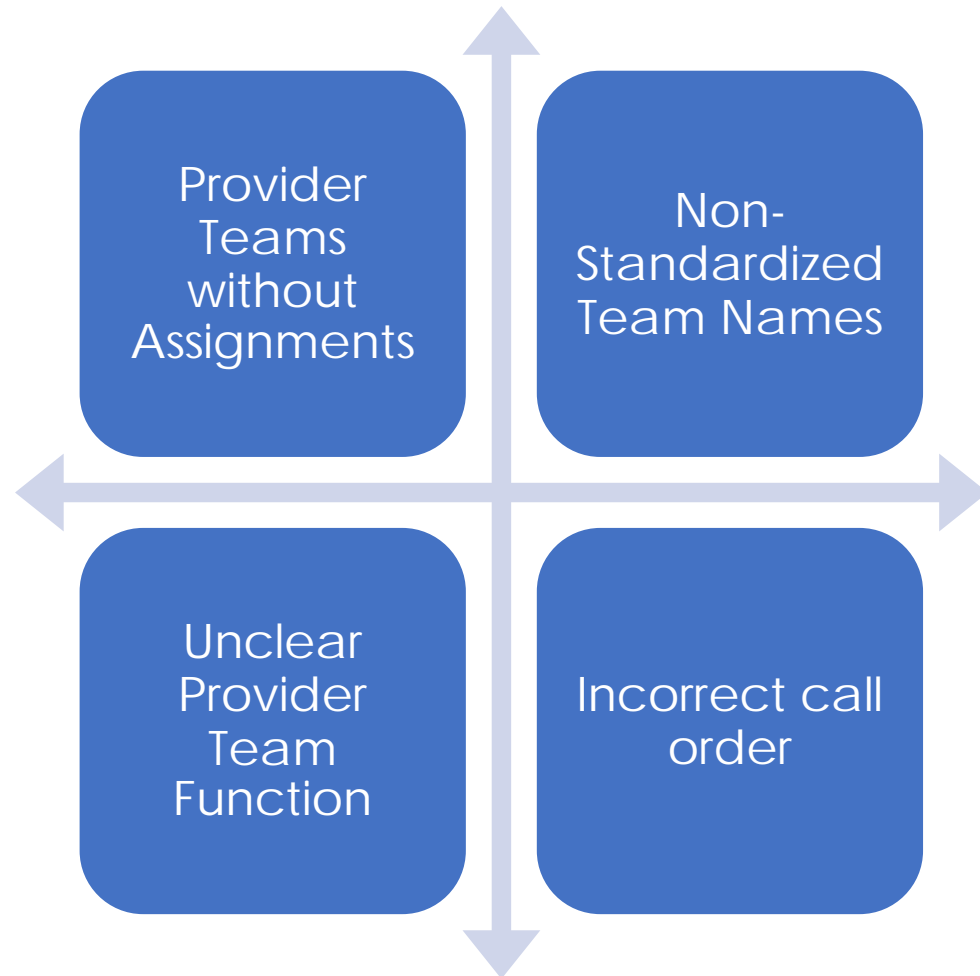 Provider
Teams
without
Assignments
Non-
Standardized
Team Names
Unclear
Provider
Team
Function
Incorrect call
order